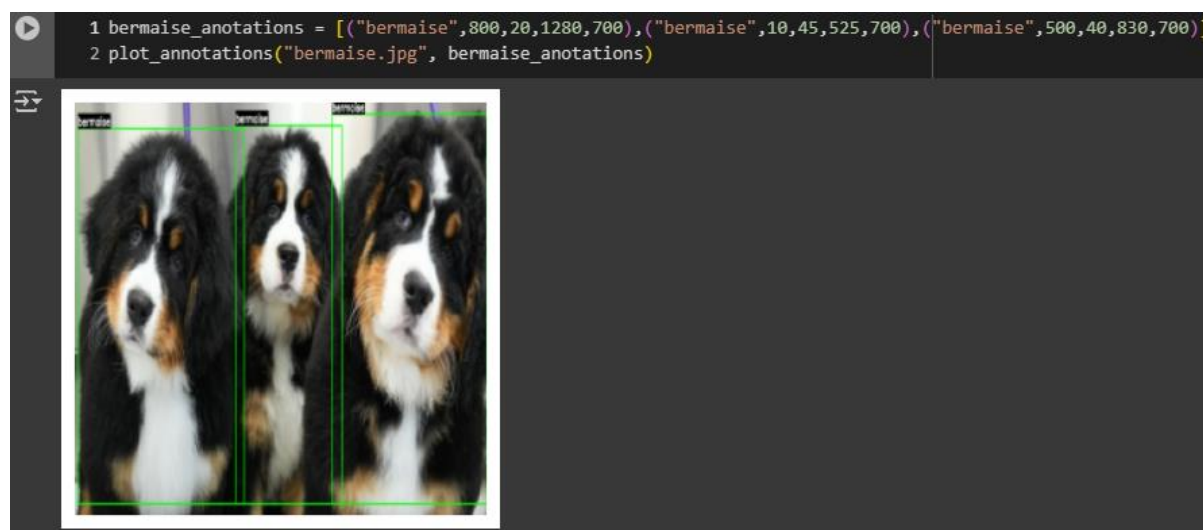 1 bermaise_anotations = [("bermaise",800,20,1280,700),("bermaise",10,45,525,700),("bermaise",500,40,830,700)]
2 plot_annotations("bermaise.jpg", bermaise_anotations)
bermaise
bermaise
bermaise